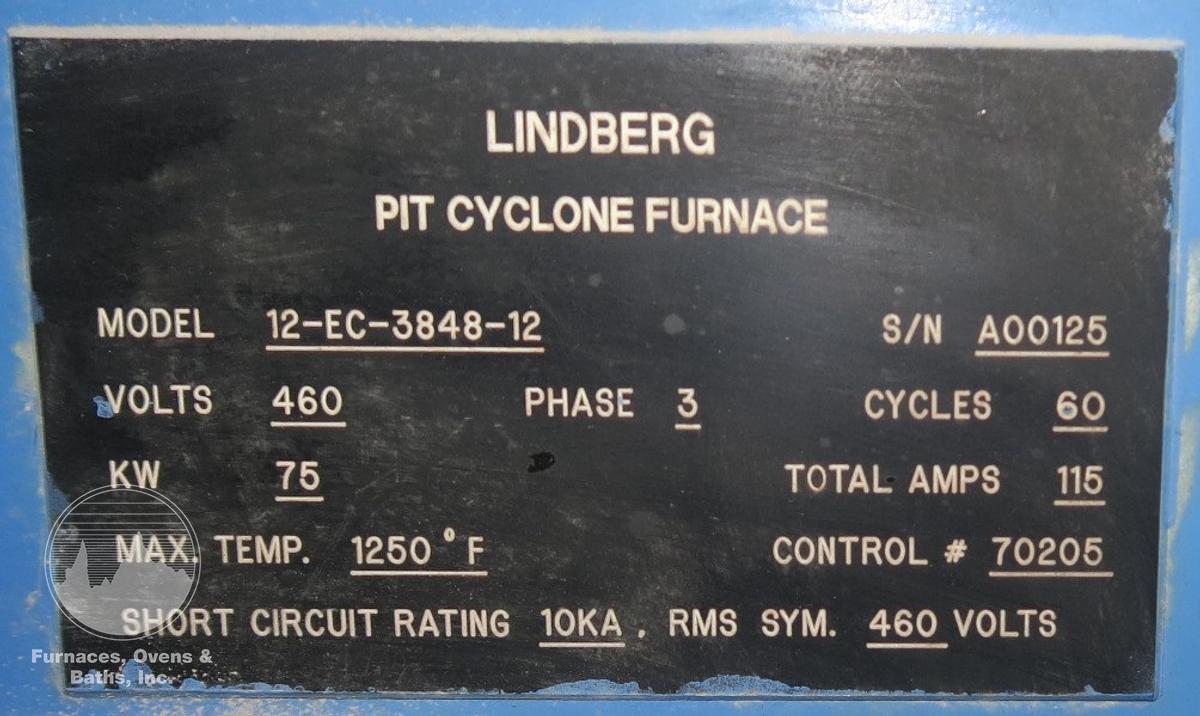 LINDBERG
PIT CYCLONE FURNACE
MODEL 12-EC-3848-12 S/N A00125
VOLTS 460 PHASE 3 CYCLES 60
KW 75 TOTAL AMPS 115
MAX. TEMP. 1250° F CONTROL # 70205
SHORT CIRCUIT RATING 10KA, RMS SYM. 460 VOLTS
Furnaces, Ovens &
Baths, Inc.